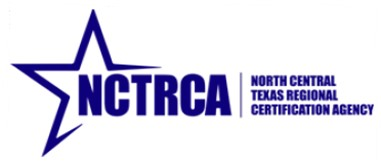 NCTRCA
NORTH CENTRAL
TEXAS REGIONAL
CERTIFICATION AGENCY